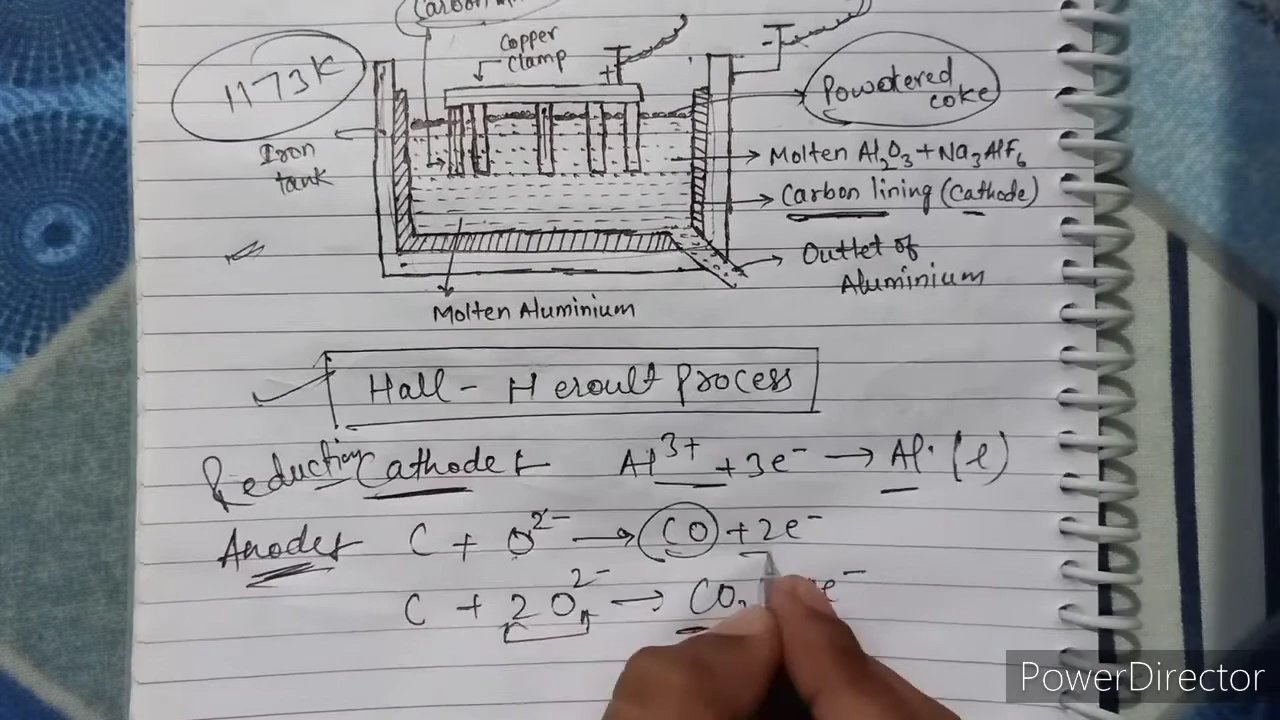 Carbon
Copper
Clamp
1173K
+
-
Powdered
coke
Iron
tank
Molten Al₂O₃ + Na₃AlF₆
Carbon lining (Cathode)
Outlet of
Aluminium
Molten Aluminium
Hall - Heroult process
Reduction Cathode Al³⁺ + 3e⁻ → Al (l)
Anode C + O²⁻ → CO + 2e⁻
C + 2O²⁻ → CO₂ e⁻
PowerDirector